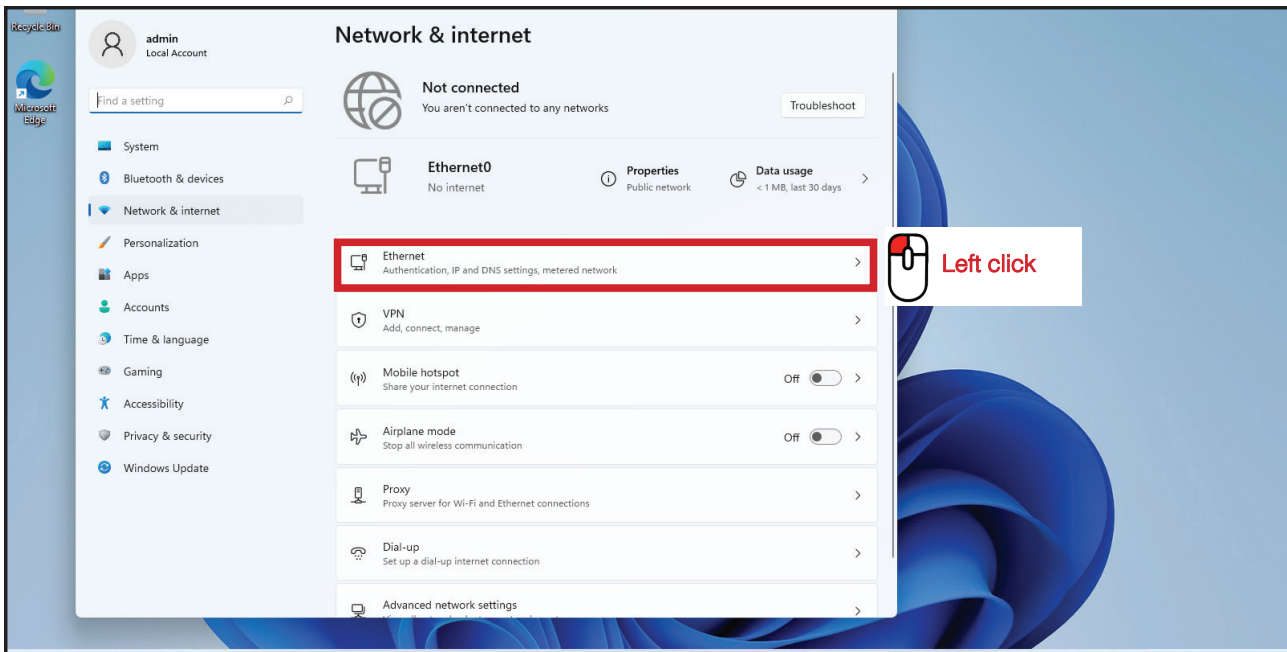 Recycle Bin
Microsoft
Edge
admin
Local Account
Find a setting
System
Bluetooth & devices
Network & internet
Personalization
Apps
Accounts
Time & language
Gaming
Accessibility
Privacy & security
Windows Update
Network & internet
Not connected
You aren't connected to any networks
Troubleshoot
Ethernet0
No internet
Properties
Public network
Data usage
< 1 MB, last 30 days
Ethernet
Authentication, IP and DNS settings, metered network
Left click
VPN
Add, connect, manage
Mobile hotspot
Share your internet connection
Off
Airplane mode
Stop all wireless communication
Off
Proxy
Proxy server for Wi-Fi and Ethernet connections
Dial-up
Set up a dial-up internet connection
Advanced network settings